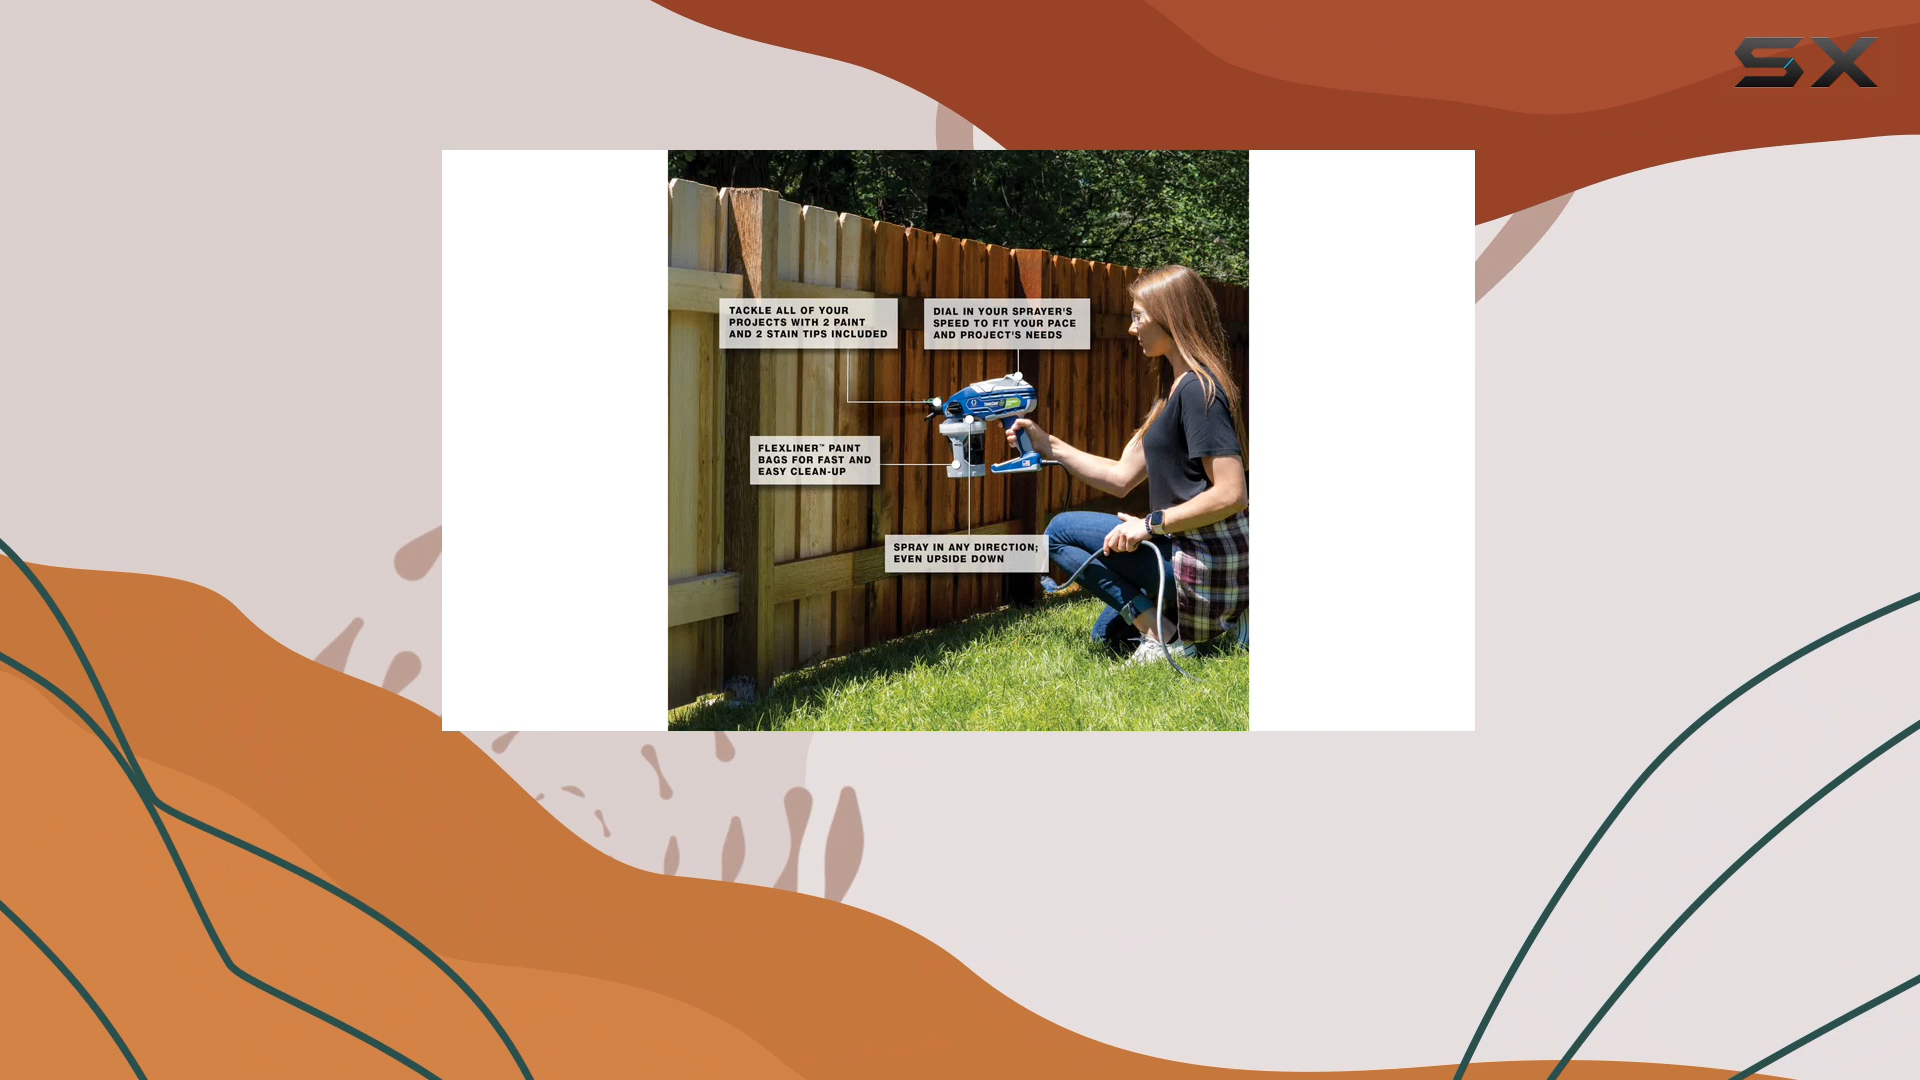 SX
TACKLE ALL OF YOUR
PROJECTS WITH 2 PAINT
AND 2 STAIN TIPS INCLUDED
DIAL IN YOUR SPRAYER'S
SPEED TO FIT YOUR PACE
AND PROJECT'S NEEDS
FLEXLINER™ PAINT
BAGS FOR FAST AND
EASY CLEAN-UP
SPRAY IN ANY DIRECTION;
EVEN UPSIDE DOWN